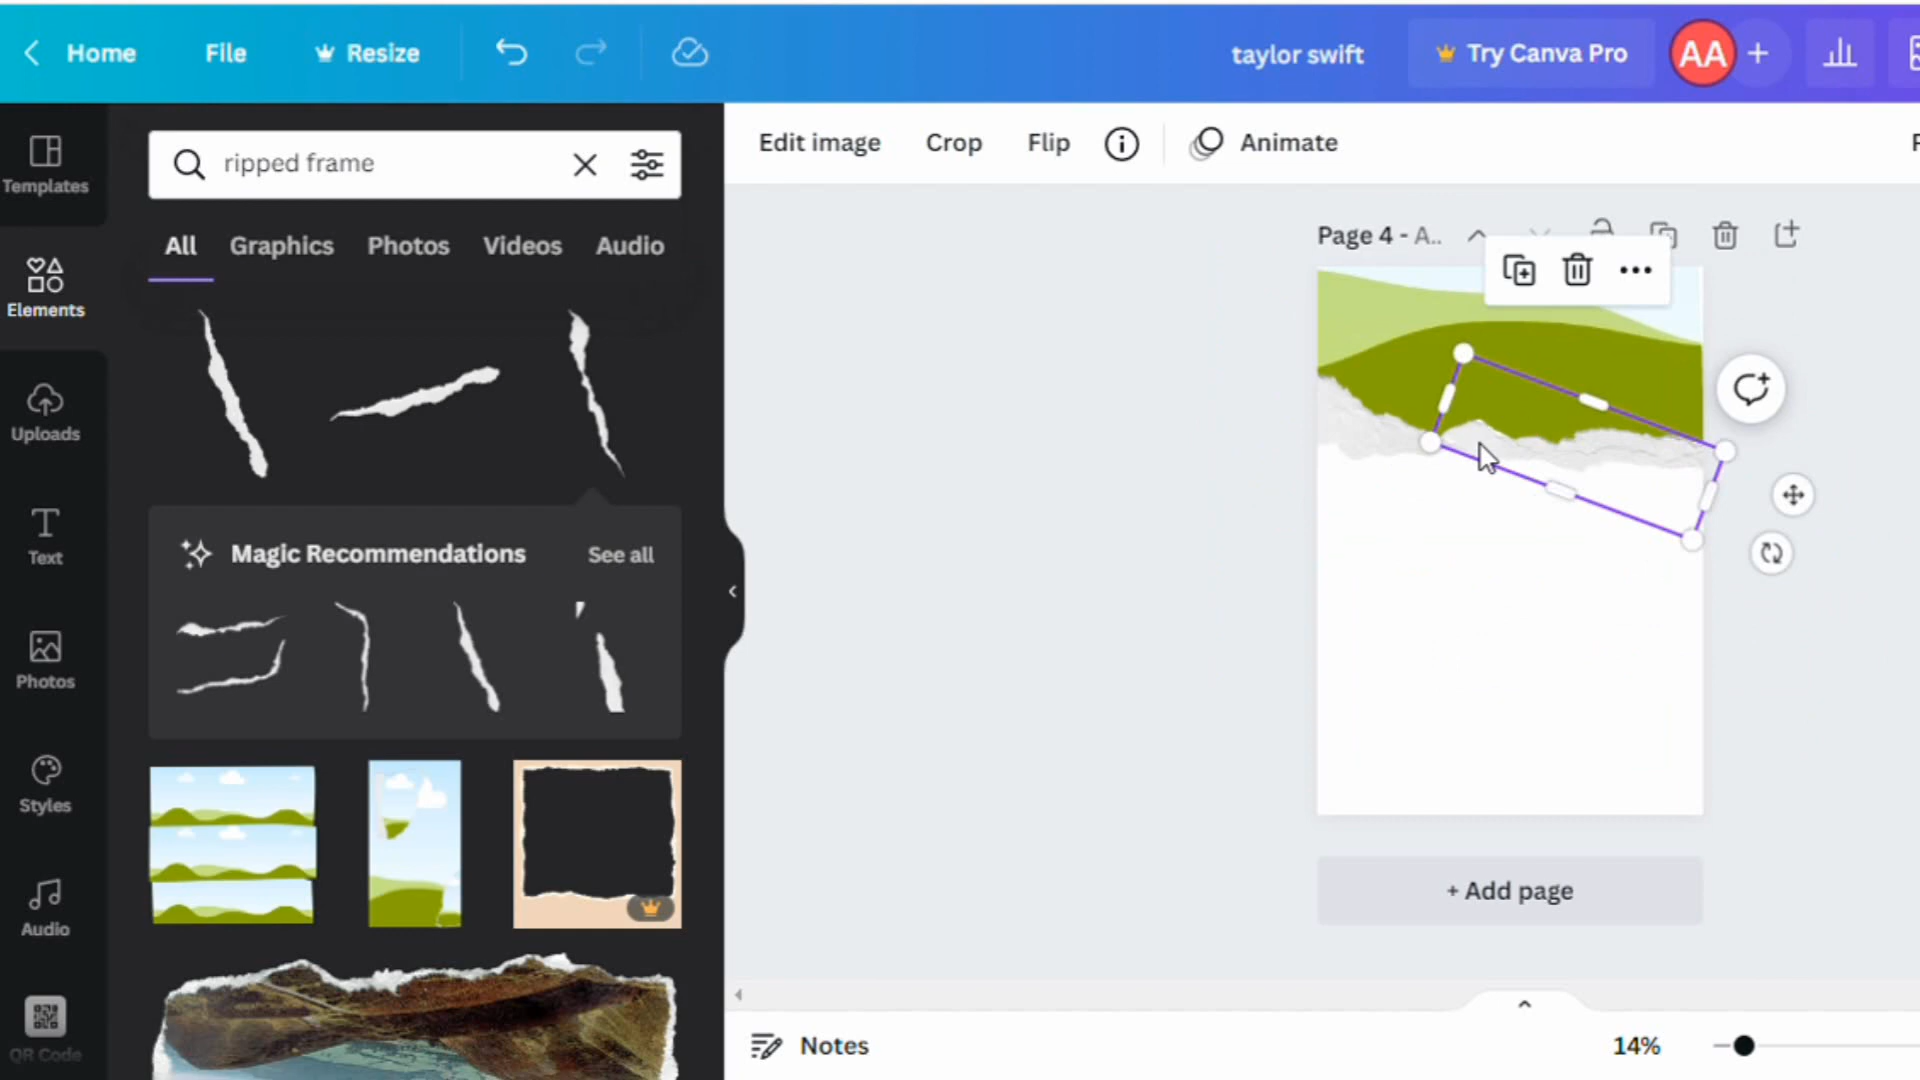 Home File Resize taylor swift Try Canva Pro AA +
Templates
Elements
Uploads
Text
Photos
Styles
Audio
QR Code
ripped frame
All Graphics Photos Videos Audio
Magic Recommendations See all
Edit image Crop Flip Animate
Page 4 - A..
+ Add page
Notes 14%